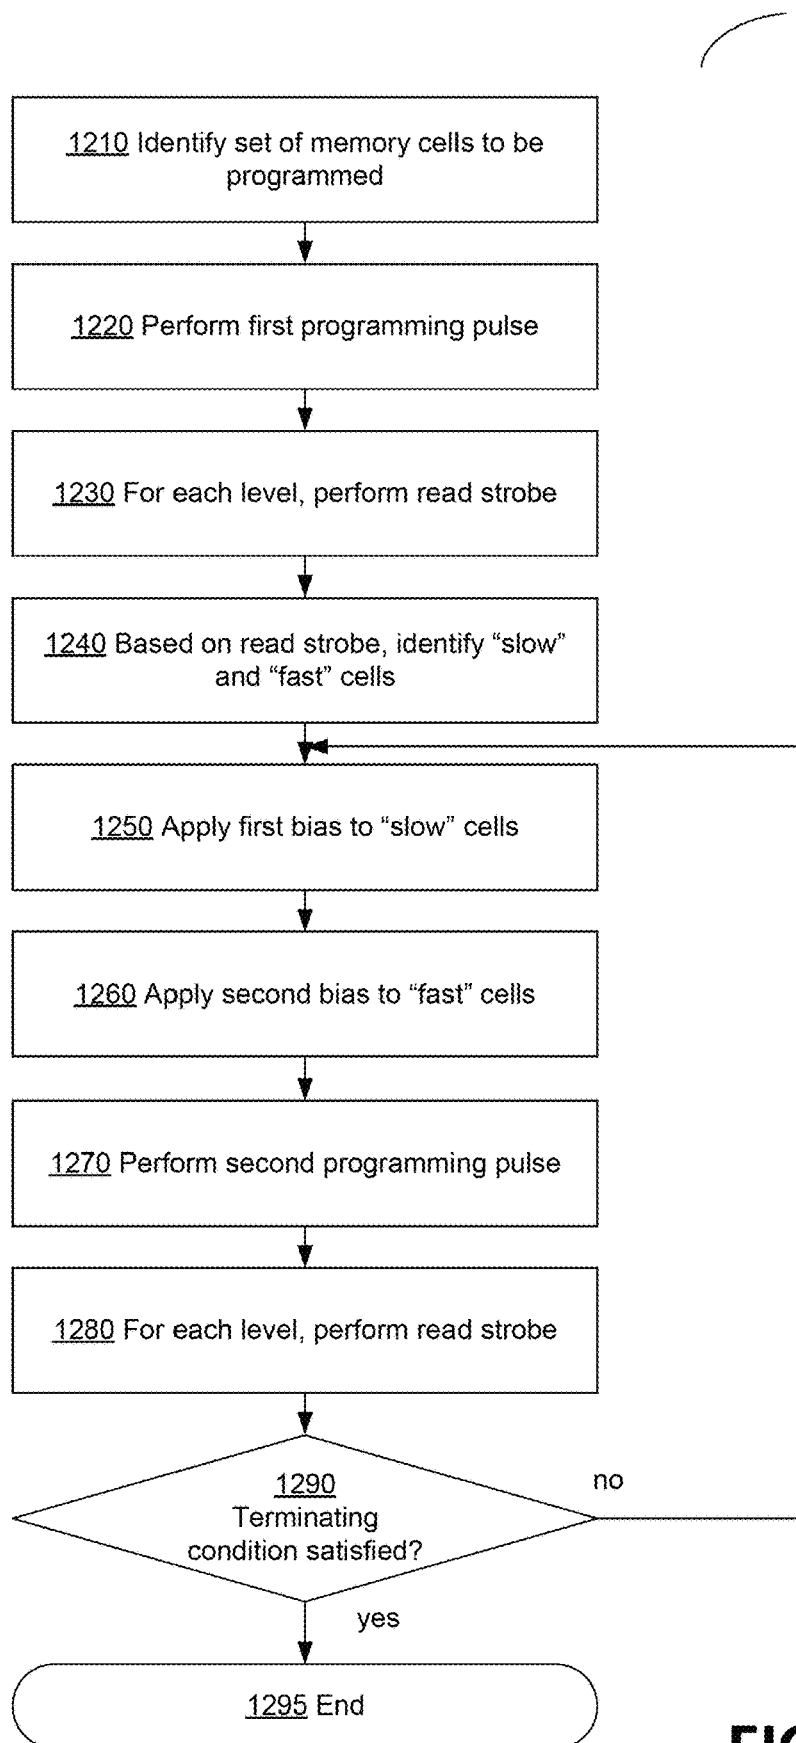 1210 Identify set of memory cells to be
programmed
1220 Perform first programming pulse
1230 For each level, perform read strobe
1240 Based on read strobe, identify “slow”
and “fast” cells
1250 Apply first bias to “slow” cells
1260 Apply second bias to “fast” cells
1270 Perform second programming pulse
1280 For each level, perform read strobe
1290
Terminating
condition satisfied?
no
yes
1295 End